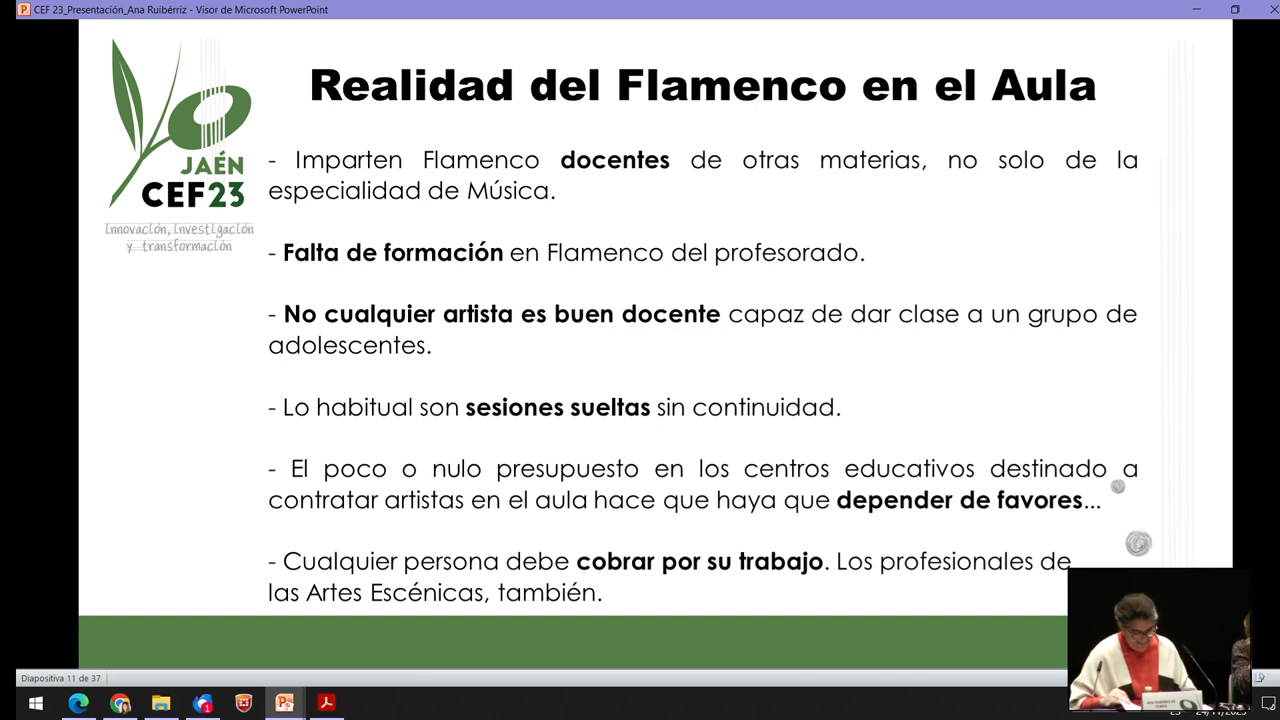 CEF 23_Presentación_Ana Ruibérriz - Visor de Microsoft PowerPoint
Realidad del Flamenco en el Aula
JAÉN
CEF23
innovación, investigación
y transformación
- Imparten Flamenco docentes de otras materias, no solo de la
especialidad de Música.
- Falta de formación en Flamenco del profesorado.
- No cualquier artista es buen docente capaz de dar clase a un grupo de
adolescentes.
- Lo habitual son sesiones sueltas sin continuidad.
- El poco o nulo presupuesto en los centros educativos destinado a
contratar artistas en el aula hace que haya que depender de favores...
- Cualquier persona debe cobrar por su trabajo. Los profesionales de
las Artes Escénicas, también.
Diapositiva 11 de 37
1